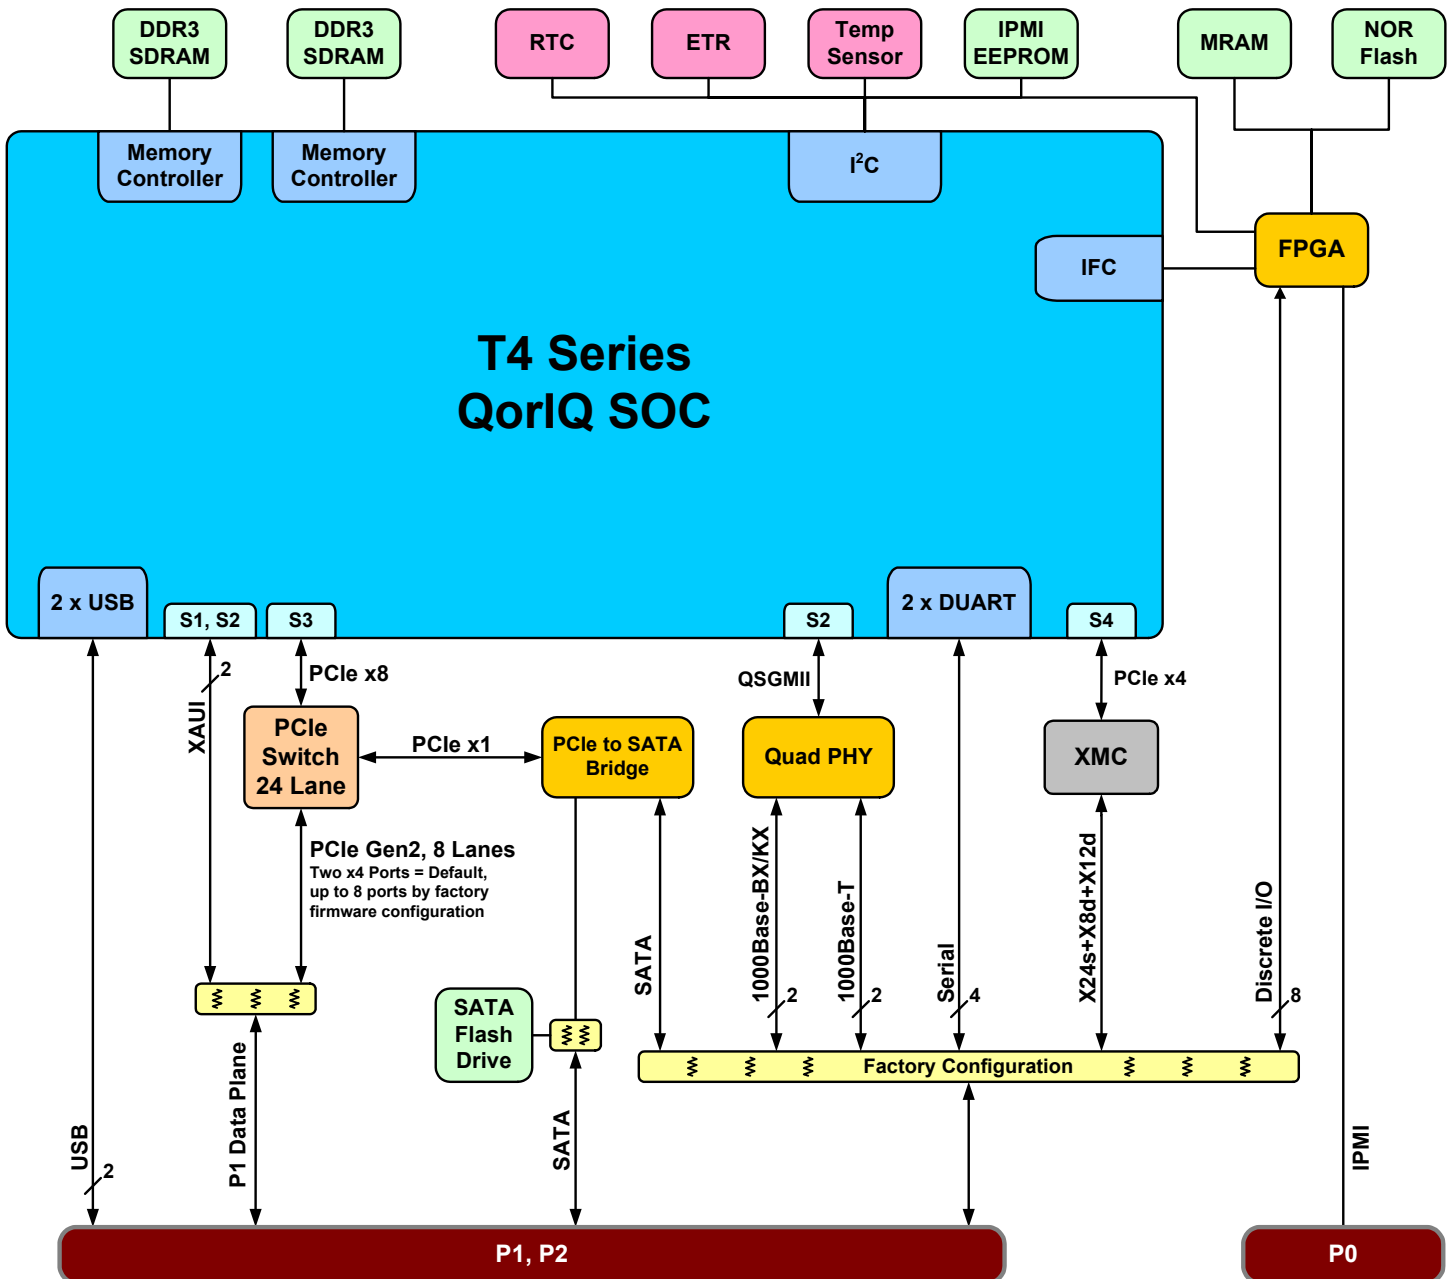 DDR3
SDRAM
DDR3
SDRAM
RTC
ETR
Temp
Sensor
IPMI
EEPROM
MRAM
NOR
Flash
Memory
Controller
Memory
Controller
I²C
IFC
FPGA
T4 Series
QorIQ SOC
2 x USB
S1, S2
S3
S2
2 x DUART
S4
2
PCIe x8
QSGMII
PCIe x4
XAUI
PCIe
Switch
24 Lane
PCIe x1
PCIe to SATA
Bridge
Quad PHY
XMC
PCIe Gen2, 8 Lanes
Two x4 Ports = Default,
up to 8 ports by factory
firmware configuration
SATA
1000Base-BX/KX
2
1000Base-T
2
Serial
4
X24s+X8d+X12d
Discrete I/O
8
SATA
Flash
Drive
Factory Configuration
USB
2
P1 Data Plane
SATA
IPMI
P1, P2
P0